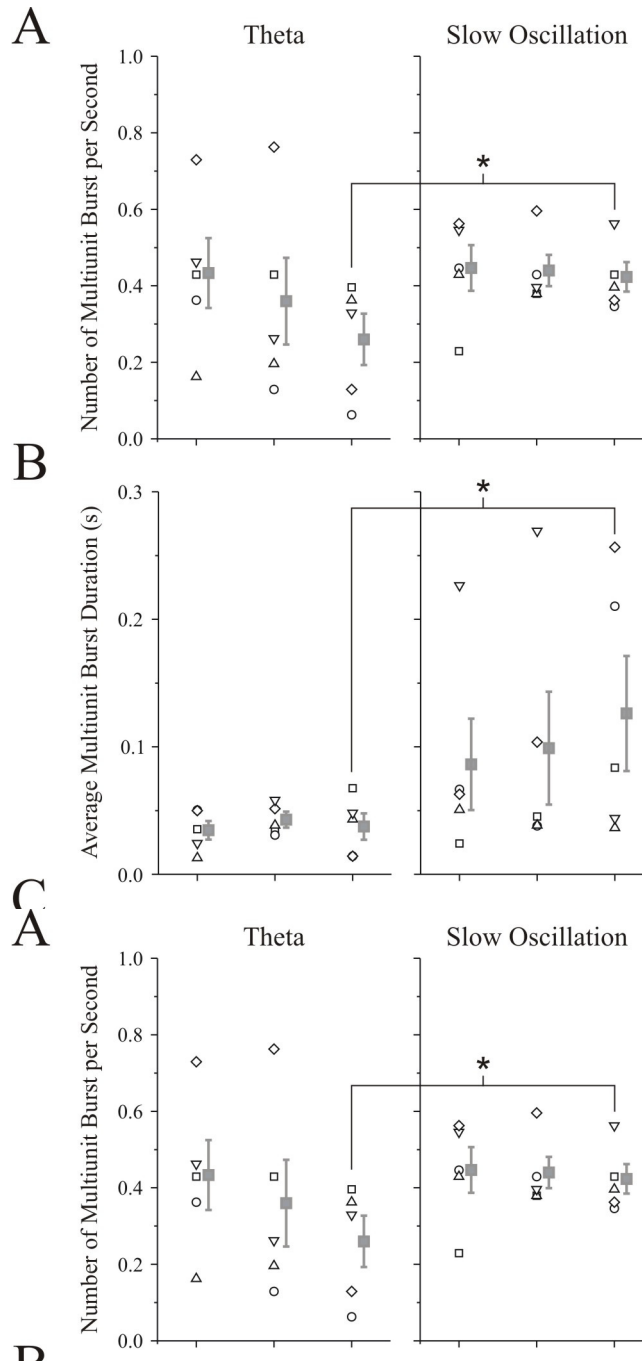 A
Theta
Slow Oscillation
Number of Multiunit Burst per Second
1.0
0.8
0.6
0.4
0.2
0.0
*
B
Average Multiunit Burst Duration (s)
0.3
0.2
0.1
0.0
*
C
A
Theta
Slow Oscillation
Number of Multiunit Burst per Second
1.0
0.8
0.6
0.4
0.2
0.0
*
B